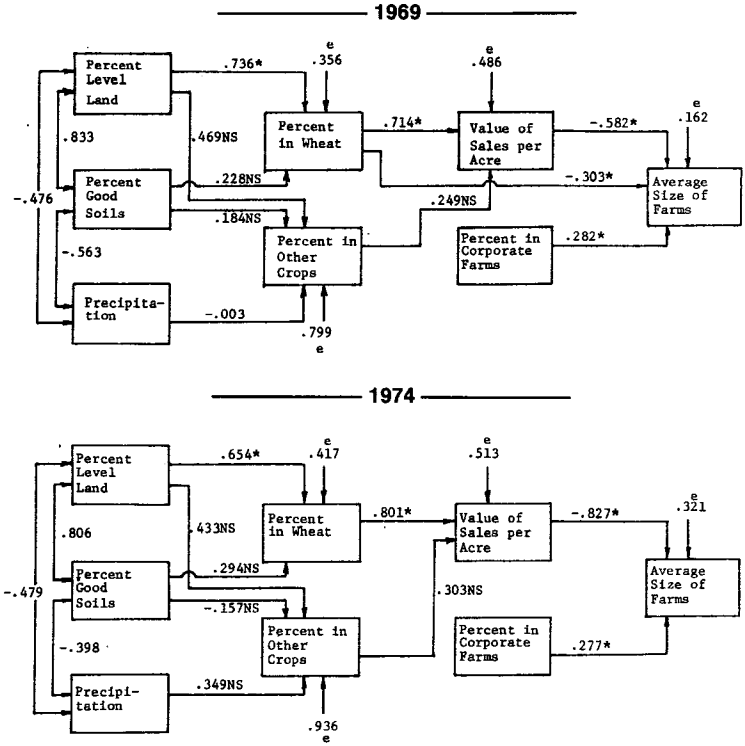 1969
e
.356
e
.486
Percent
Level
Land
.736*
.833
.469NS
Percent
in Wheat
.714*
Value of
Sales per
Acre
-.582*
e
.162
-.476
Percent
Good
Soils
.228NS
.184NS
-.303*
Average
Size of
Farms
.249NS
-.563
Percent in
Other
Crops
Percent in
Corporate
Farms
.282*
Precipita-
tion
-.003
.799
e
1974
e
.417
e
.513
Percent
Level
Land
.654*
.806
.433NS
Percent
in Wheat
.801*
Value of
Sales per
Acre
-.827*
e
.321
-.479
Percent
Good
Soils
.294NS
-.157NS
.303NS
Average
Size of
Farms
-.398
Percent in
Other
Crops
Percent in
Corporate
Farms
.277*
Precipi-
tation
.349NS
.936
e